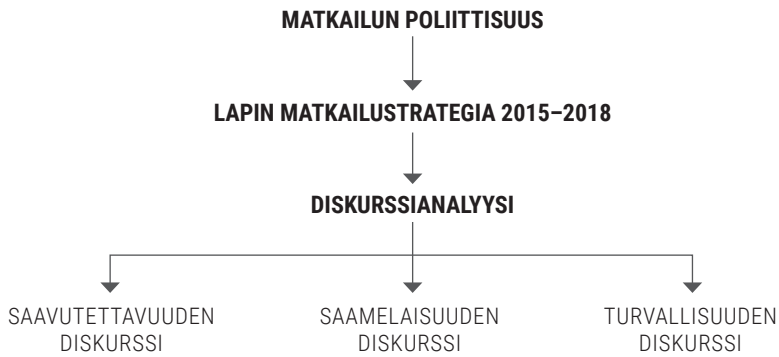 MATKAILUN POLIITTISUUS
LAPIN MATKAILUSTRATEGIA 2015–2018
DISKURSSIANALYYSI
SAAVUTETTAVUUDEN
DISKURSSI
SAAMELAISUUDEN
DISKURSSI
TURVALLISUUDEN
DISKURSSI